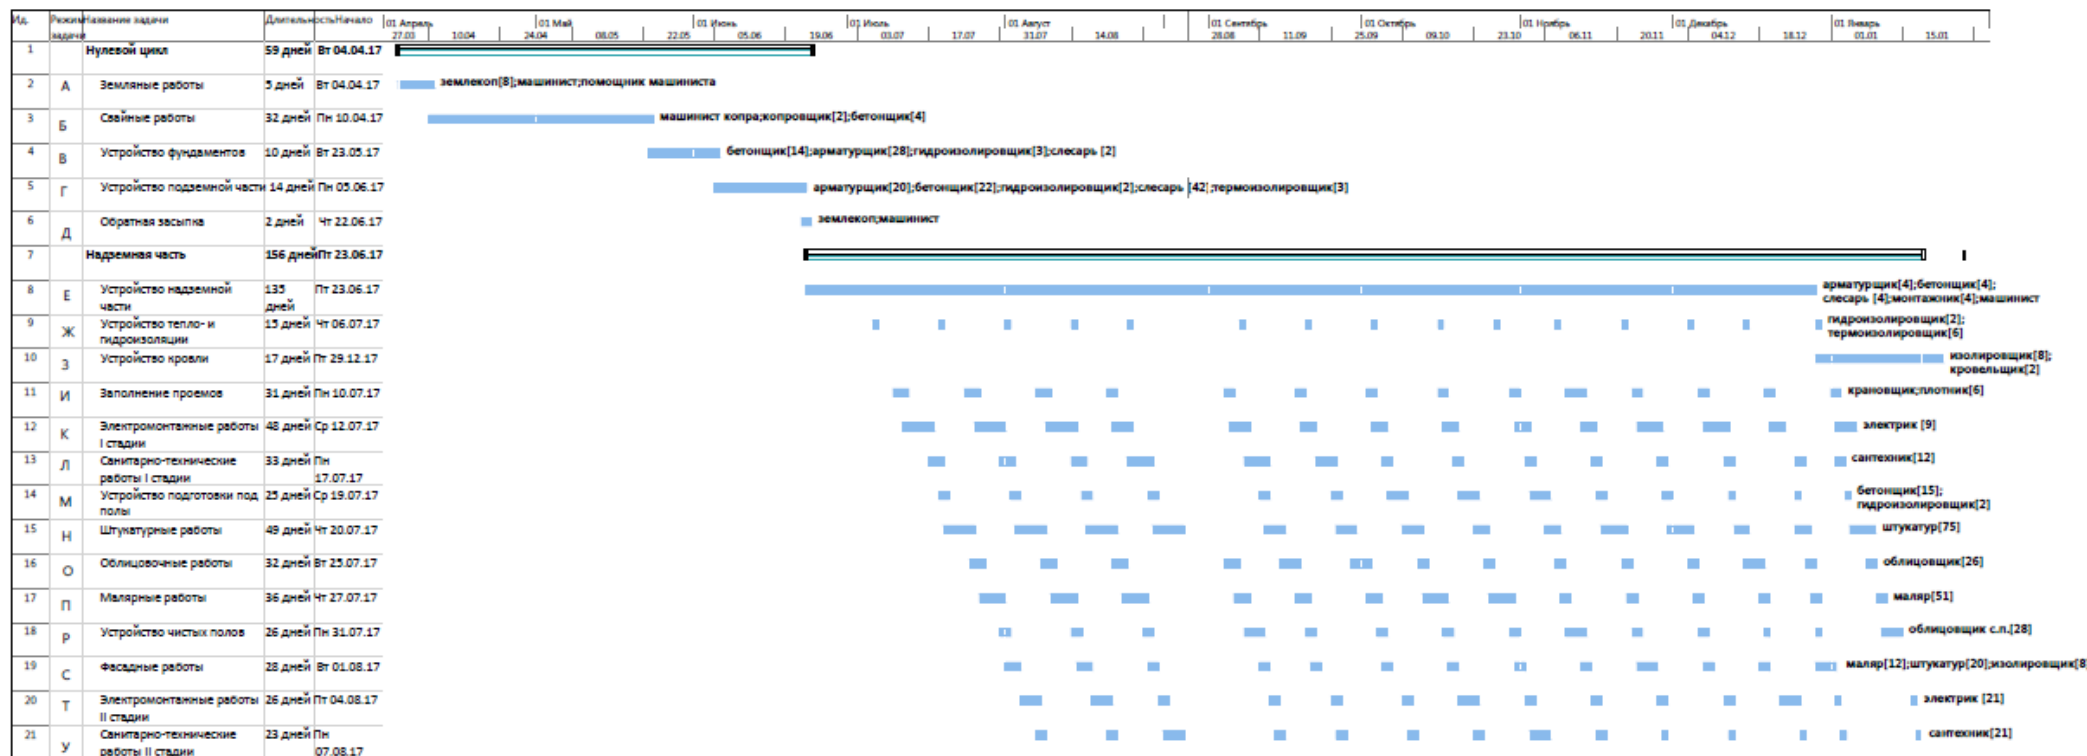 Ид. Режим задачи Название задачи Длительность Начало
01 Апрель 01 Май 01 Июнь 01 Июль 01 Август 01 Сентябрь 01 Октябрь 01 Ноябрь 01 Декабрь 01 Январь
27.03 10.04 24.04 08.05 22.05 05.06 19.06 03.07 17.07 31.07 14.08 28.08 11.09 25.09 09.10 23.10 06.11 20.11 04.12 18.12 01.01 15.01
1 Нулевой цикл 59 дней Вт 04.04.17
2 А Земляные работы 5 дней Вт 04.04.17 землекоп[8];машинист;помощник машиниста
3 Б Свайные работы 32 дней Пн 10.04.17 машинист копра;копровщик[2];бетонщик[4]
4 В Устройство фундаментов 10 дней Вт 23.05.17 бетонщик[14];арматурщик[28];гидроизолировщик[3];слесарь [2]
5 Г Устройство подземной части 14 дней Пн 05.06.17 арматурщик[20];бетонщик[22];гидроизолировщик[2];слесарь [42];термоизолировщик[3]
6 Д Обратная засыпка 2 дней Чт 22.06.17 землекоп;машинист
7 Надземная часть 156 дней Пт 23.06.17
8 Е Устройство надземной части 135 дней Пт 23.06.17 арматурщик[4];бетонщик[4];
слесарь [4];монтажник[4];машинист
9 Ж Устройство тепло- и гидроизоляции 15 дней Чт 06.07.17 гидроизолировщик[2];
термоизолировщик[6]
10 З Устройство кровли 17 дней Пт 29.12.17 изолировщик[8];
кровельщик[2]
11 И Заполнение проемов 31 дней Пн 10.07.17 крановщик;плотник[6]
12 К Электромонтажные работы I стадии 48 дней Ср 12.07.17 электрик [9]
13 Л Санитарно-технические работы I стадии 33 дней Пн 17.07.17 сантехник[12]
14 М Устройство подготовки под полы 25 дней Ср 19.07.17 бетонщик[15];
гидроизолировщик[2]
15 Н Штукатурные работы 49 дней Чт 20.07.17 штукатур[75]
16 О Облицовочные работы 32 дней Вт 25.07.17 облицовщик[26]
17 П Малярные работы 36 дней Чт 27.07.17 маляр[51]
18 Р Устройство чистых полов 26 дней Пн 31.07.17 облицовщик с.п.[28]
19 С Фасадные работы 28 дней Вт 01.08.17 маляр[12];штукатур[20];изолировщик[8
20 Т Электромонтажные работы II стадии 26 дней Пт 04.08.17 электрик [21]
21 У Санитарно-технические работы II стадии 23 дней Пн 07.08.17 сантехник[21]